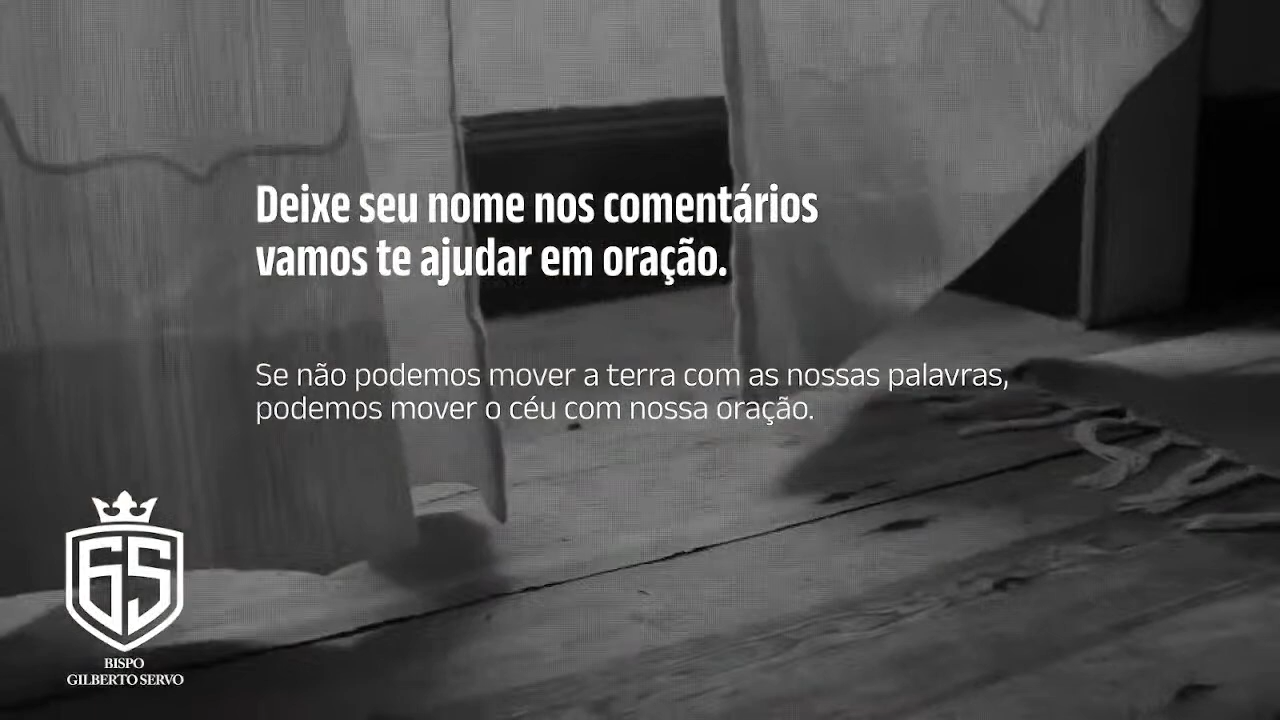 Deixe seu nome nos comentários
vamos te ajudar em oração.
Se não podemos mover a terra com as nossas palavras,
podemos mover o céu com nossa oração.
GS
BISPO
GILBERTO SERVO